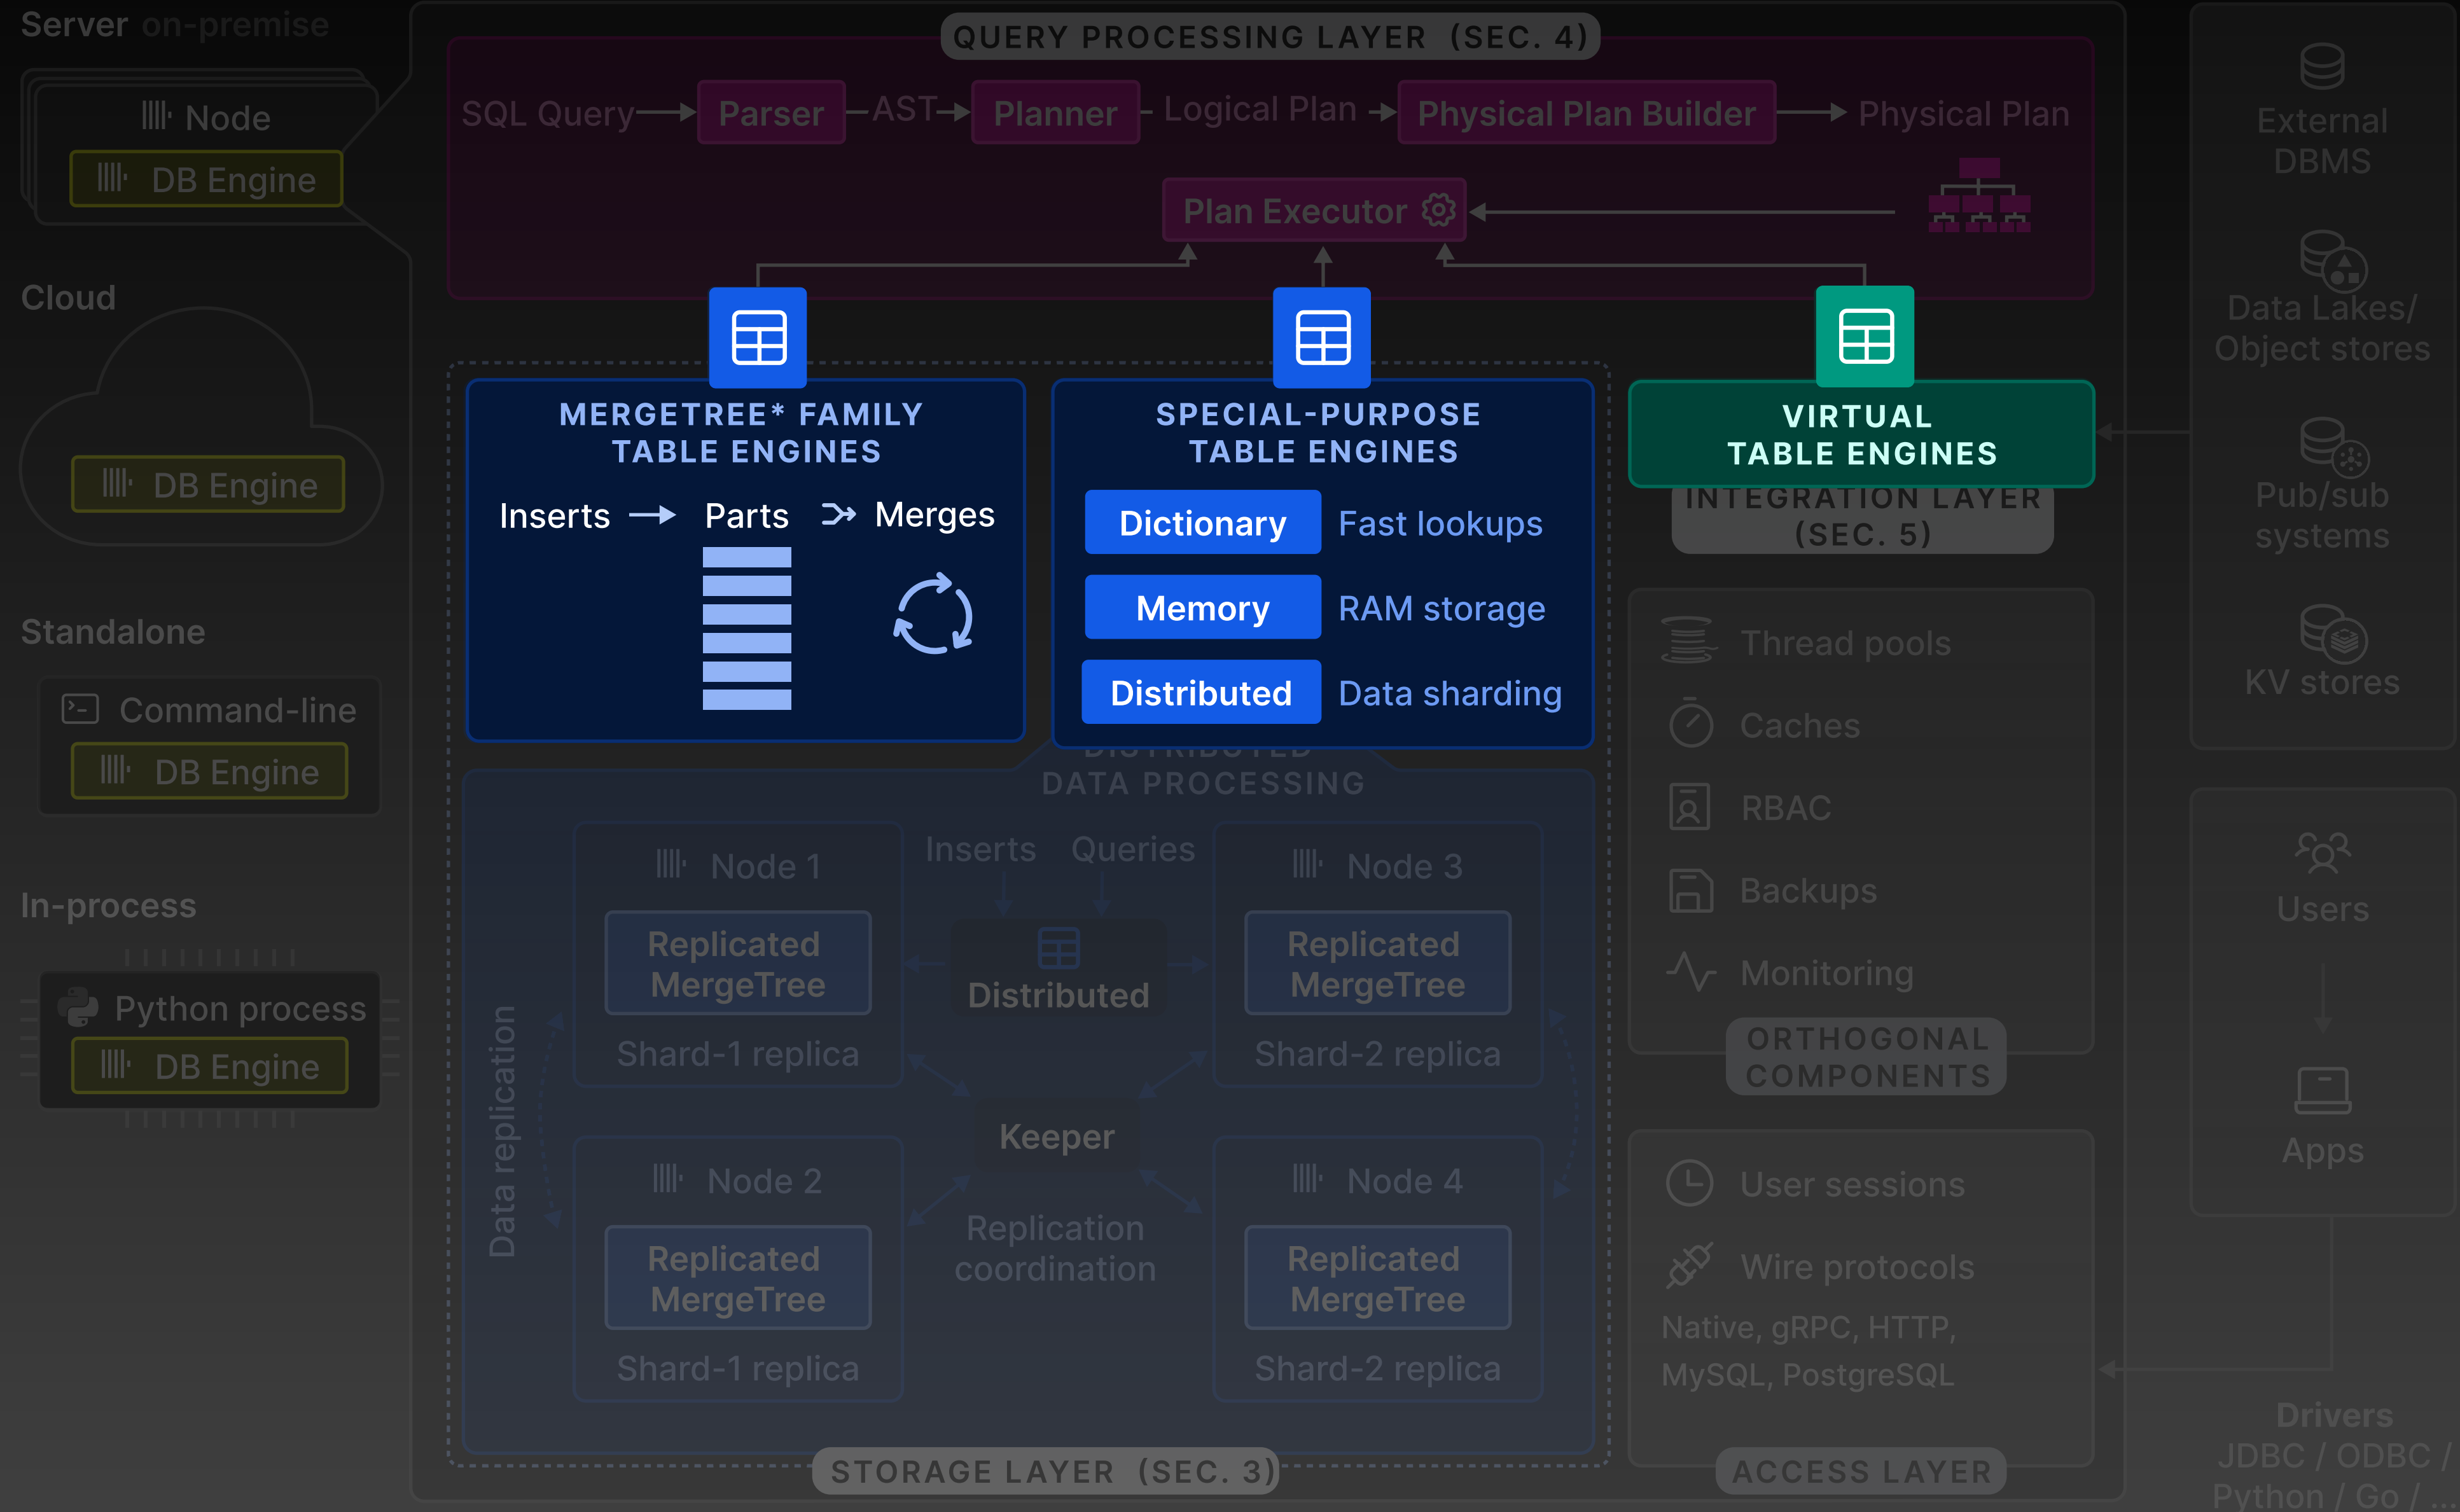 Server on-premise
Node
DB Engine
Cloud
DB Engine
Standalone
Command-line
DB Engine
In-process
Python process
DB Engine
QUERY PROCESSING LAYER (SEC. 4)
SQL Query
Parser
AST
Planner
Logical Plan
Physical Plan Builder
Physical Plan
Plan Executor
MERGETREE* FAMILY
TABLE ENGINES
Inserts
Parts
Merges
SPECIAL-PURPOSE
TABLE ENGINES
Dictionary
Fast lookups
Memory
RAM storage
Distributed
Data sharding
VIRTUAL
TABLE ENGINES
INTEGRATION LAYER
(SEC. 5)
DISTRIBUTED
DATA PROCESSING
Node 1
Replicated
MergeTree
Shard-1 replica
Inserts
Queries
Distributed
Node 3
Replicated
MergeTree
Shard-2 replica
Data replication
Keeper
Replication
coordination
Node 2
Replicated
MergeTree
Shard-1 replica
Node 4
Replicated
MergeTree
Shard-2 replica
STORAGE LAYER (SEC. 3)
Thread pools
Caches
RBAC
Backups
Monitoring
ORTHOGONAL
COMPONENTS
User sessions
Wire protocols
Native, gRPC, HTTP,
MySQL, PostgreSQL
ACCESS LAYER
External
DBMS
Data Lakes/
Object stores
Pub/sub
systems
KV stores
Users
Apps
Drivers
JDBC / ODBC /
Python / Go / ...